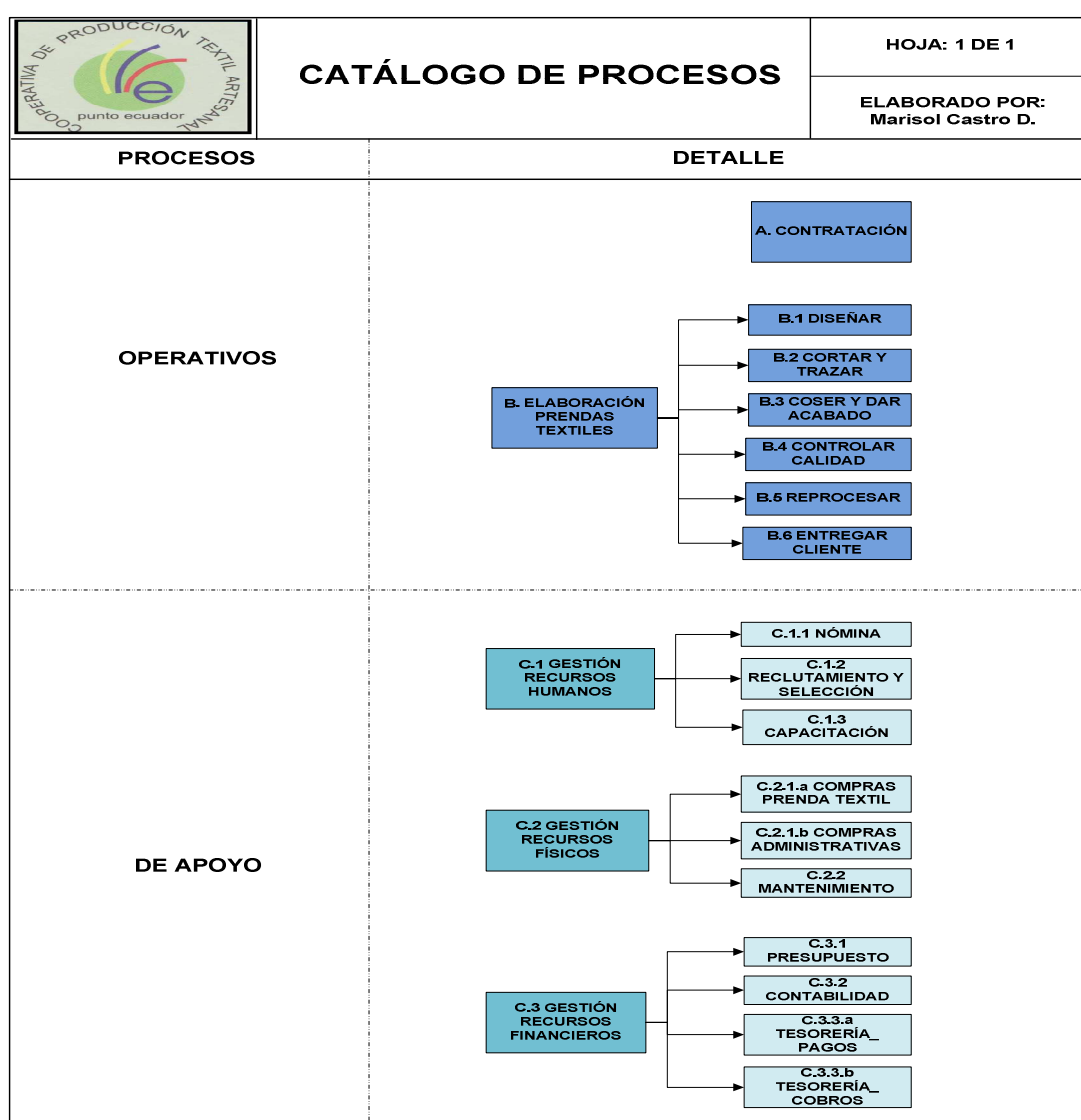 COOPERATIVA DE PRODUCCIÓN TEXTIL ARTESANAL
punto ecuador
CATÁLOGO DE PROCESOS
HOJA: 1 DE 1
ELABORADO POR:
Marisol Castro D.
PROCESOS
DETALLE
OPERATIVOS
A. CONTRATACIÓN
B. ELABORACIÓN
PRENDAS
TEXTILES
B.1 DISEÑAR
B.2 CORTAR Y
TRAZAR
B.3 COSER Y DAR
ACABADO
B.4 CONTROLAR
CALIDAD
B.5 REPROCESAR
B.6 ENTREGAR
CLIENTE
DE APOYO
C.1 GESTIÓN
RECURSOS
HUMANOS
C.1.1 NÓMINA
C.1.2
RECLUTAMIENTO Y
SELECCIÓN
C.1.3
CAPACITACIÓN
C.2 GESTIÓN
RECURSOS
FÍSICOS
C.2.1.a COMPRAS
PRENDA TEXTIL
C.2.1.b COMPRAS
ADMINISTRATIVAS
C.2.2
MANTENIMIENTO
C.3 GESTIÓN
RECURSOS
FINANCIEROS
C.3.1
PRESUPUESTO
C.3.2
CONTABILIDAD
C.3.3.a
TESORERÍA_
PAGOS
C.3.3.b
TESORERÍA_
COBROS